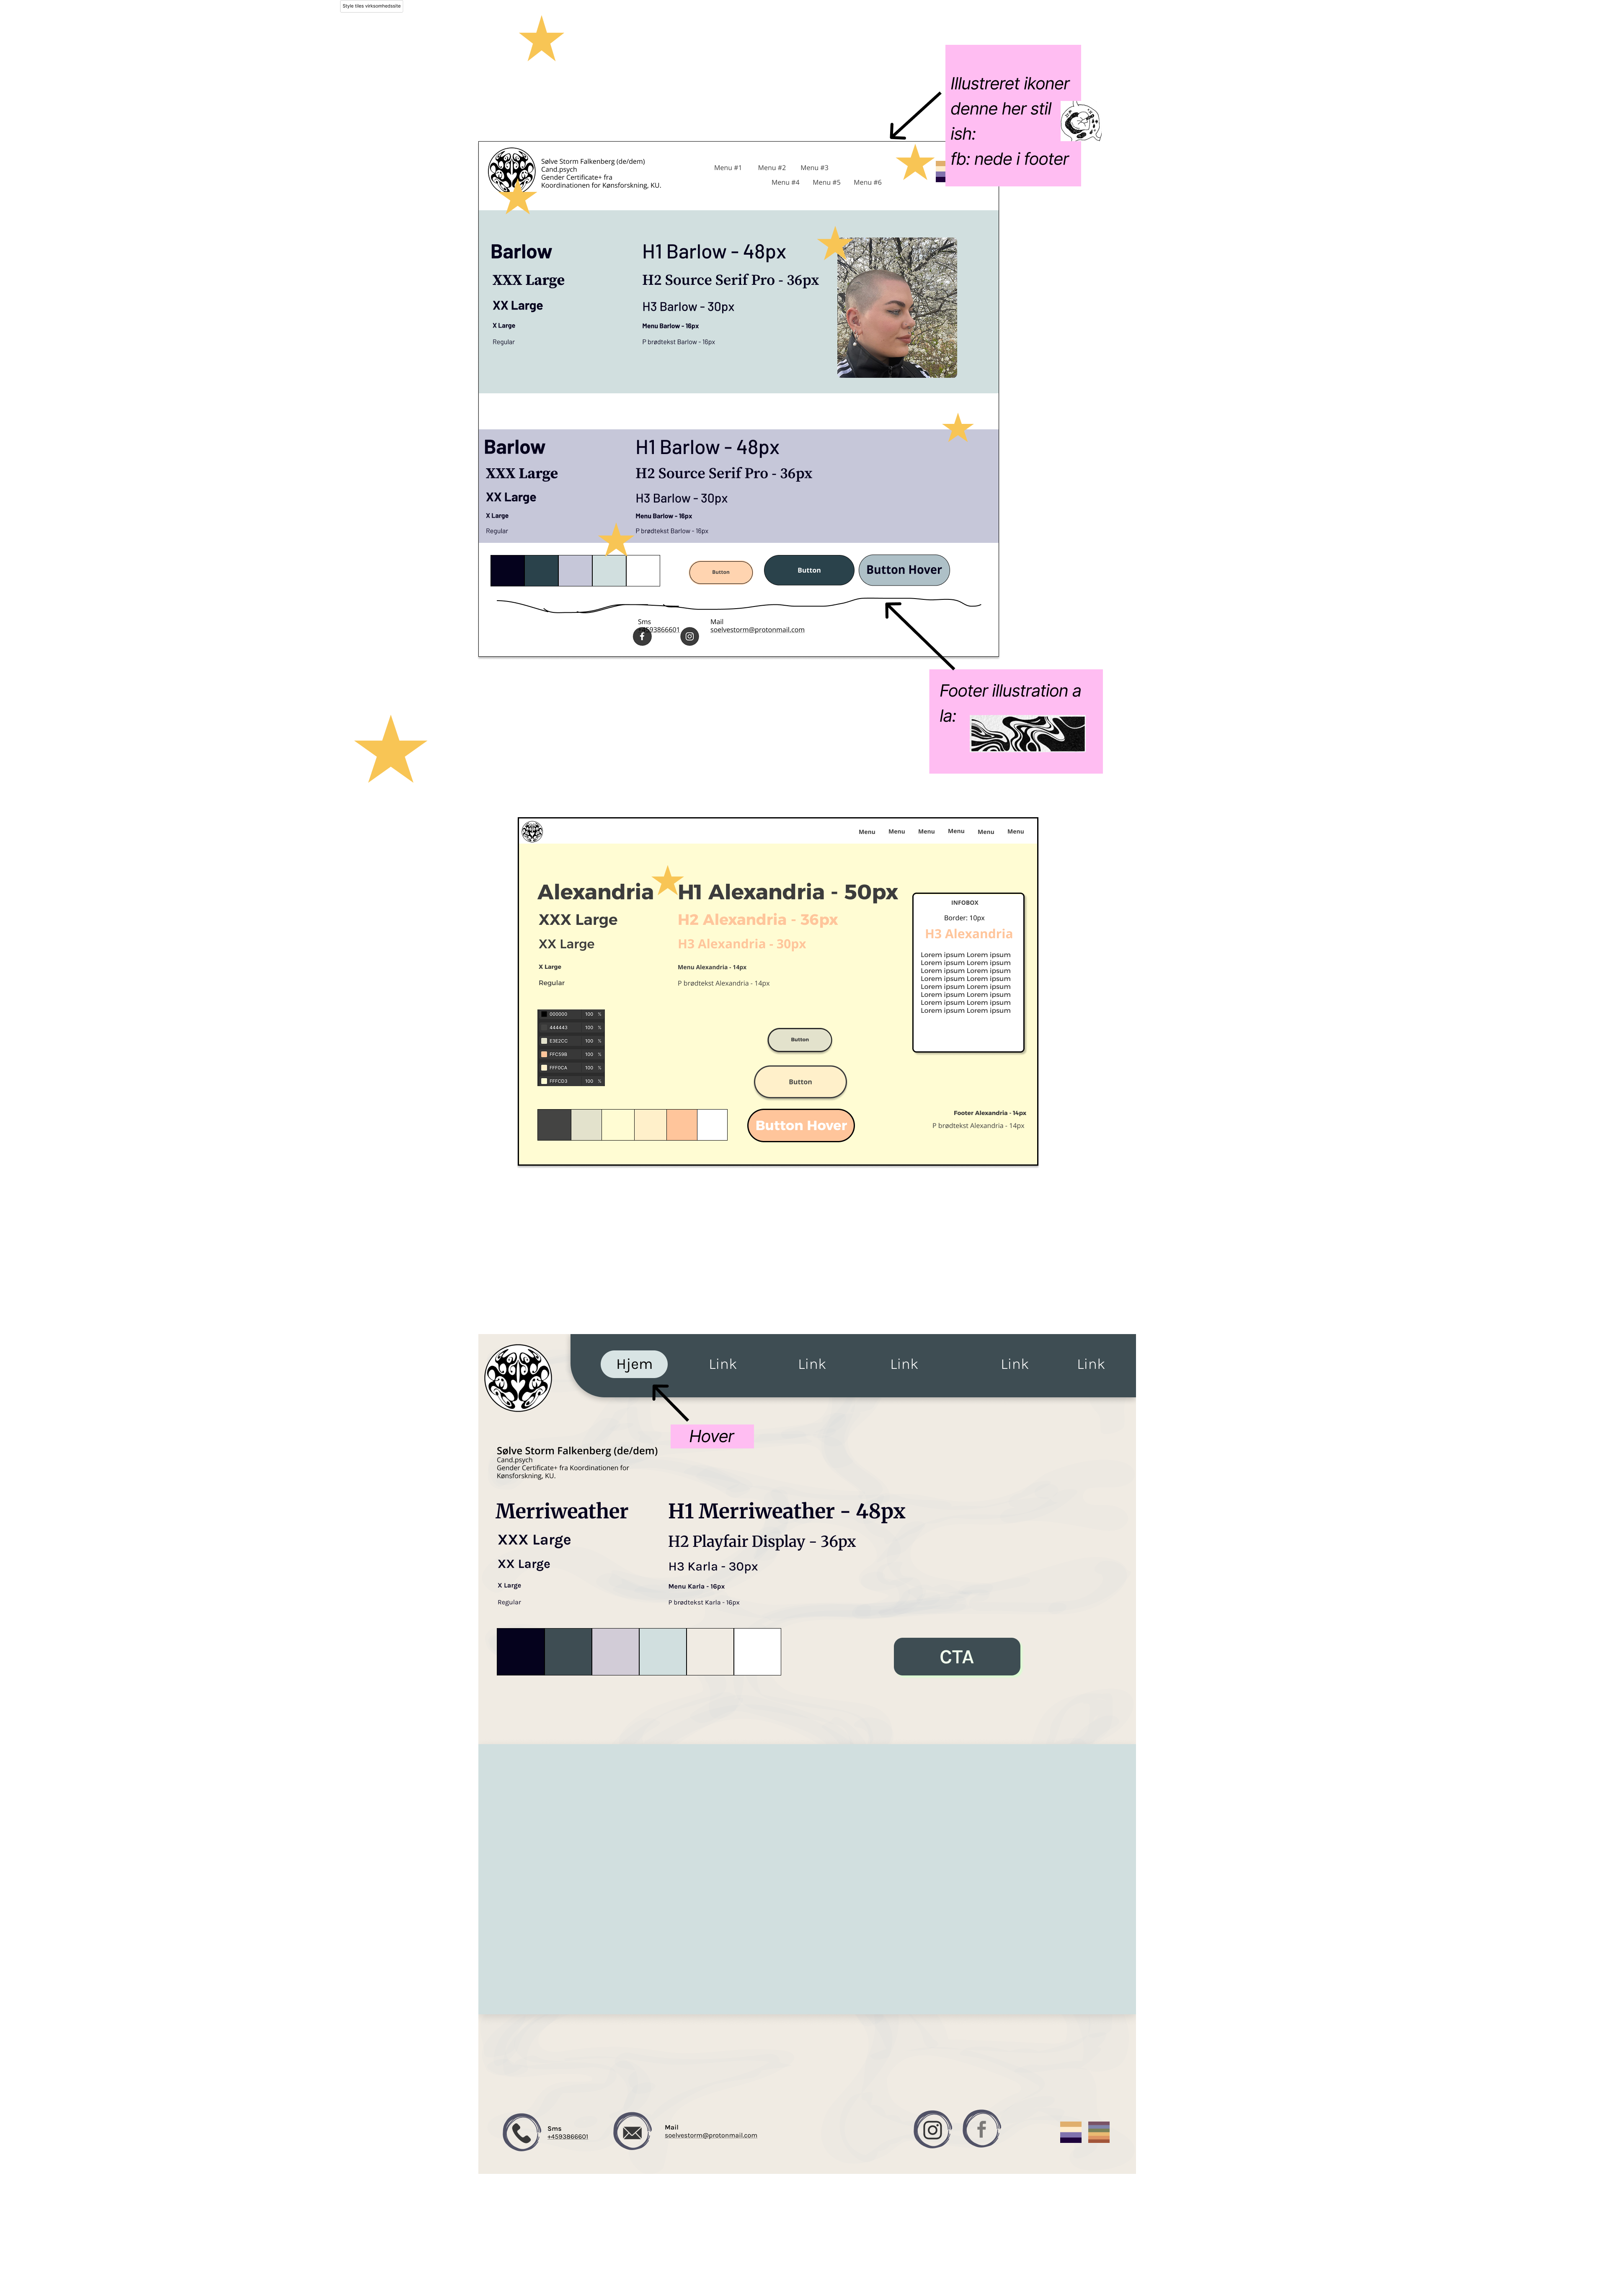 Style tiles virksomhedssite
Illustreret ikoner
denne her stil
ish:
fb: nede i footer
Sølve Storm Falkenberg (de/dem)
Cand.psych
Gender Certificate+ fra
Koordinationen for Kønsforskning, KU.
Menu #1 Menu #2 Menu #3
Menu #4 Menu #5 Menu #6
Barlow
XXX Large
XX Large
X Large
Regular
H1 Barlow - 48px
H2 Source Serif Pro - 36px
H3 Barlow - 30px
Menu Barlow - 16px
P brødtekst Barlow - 16px
Barlow
XXX Large
XX Large
X Large
Regular
H1 Barlow - 48px
H2 Source Serif Pro - 36px
H3 Barlow - 30px
Menu Barlow - 16px
P brødtekst Barlow - 16px
Button
Button
Button Hover
Sms
593866601
Mail
soelvestorm@protonmail.com
Footer illustration a
la:
Menu Menu Menu Menu Menu Menu
Alexandria
XXX Large
XX Large
X Large
Regular
H1 Alexandria - 50px
H2 Alexandria - 36px
H3 Alexandria - 30px
Menu Alexandria - 14px
P brødtekst Alexandria - 14px
INFOBOX
Border: 10px
H3 Alexandria
Lorem ipsum Lorem ipsum
Lorem ipsum Lorem ipsum
Lorem ipsum Lorem ipsum
Lorem ipsum Lorem ipsum
Lorem ipsum Lorem ipsum
Lorem ipsum Lorem ipsum
Lorem ipsum Lorem ipsum
Lorem ipsum Lorem ipsum
000000 100 %
444443 100 %
E3E2CC 100 %
FFC59B 100 %
FFF0CA 100 %
FFFCD3 100 %
Button
Button
Button Hover
Footer Alexandria - 14px
P brødtekst Alexandria - 14px
Hjem Link Link Link Link Link
Hover
Sølve Storm Falkenberg (de/dem)
Cand.psych
Gender Certificate+ fra Koordinationen for
Kønsforskning, KU.
Merriweather
XXX Large
XX Large
X Large
Regular
H1 Merriweather - 48px
H2 Playfair Display - 36px
H3 Karla - 30px
Menu Karla - 16px
P brødtekst Karla - 16px
CTA
Sms
+4593866601
Mail
soelvestorm@protonmail.com